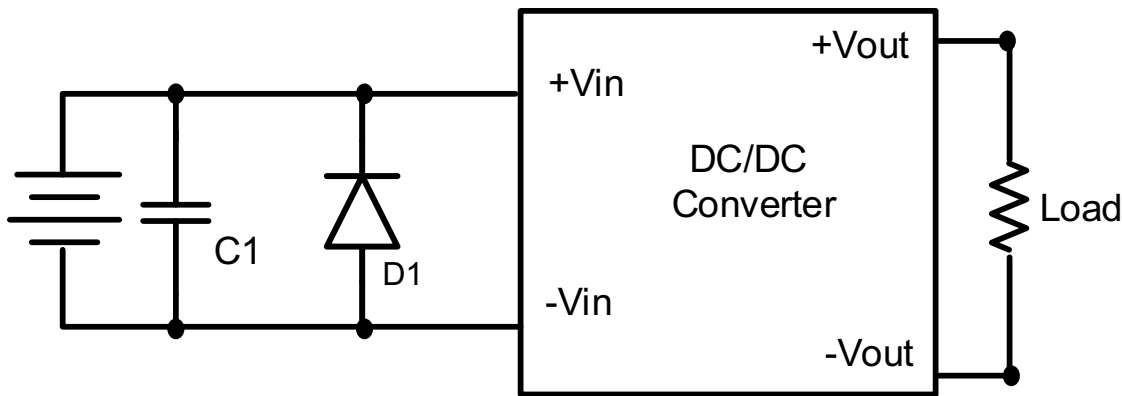 +Vout
+Vin
DC/DC
Converter
Load
C1
D1
-Vin
-Vout